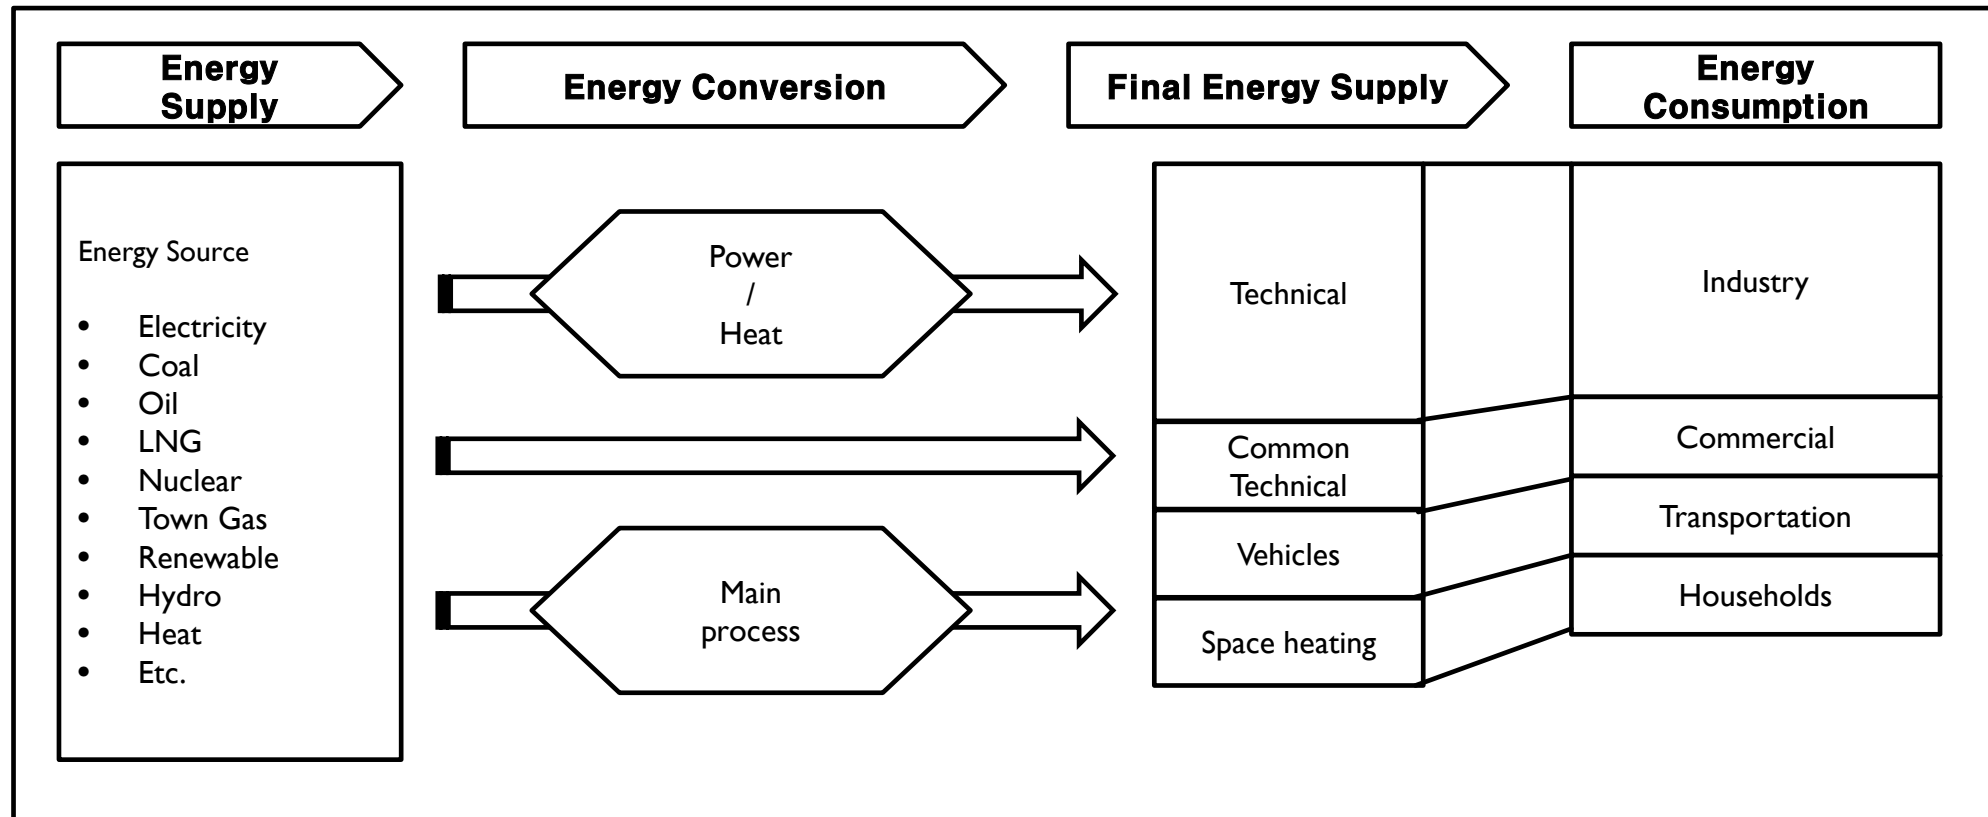 Energy
Supply
Energy Conversion
Final Energy Supply
Energy
Consumption
Energy Source
• Electricity
• Coal
• Oil
• LNG
• Nuclear
• Town Gas
• Renewable
• Hydro
• Heat
• Etc.
Power
/
Heat
Main
process
Technical
Common
Technical
Vehicles
Space heating
Industry
Commercial
Transportation
Households